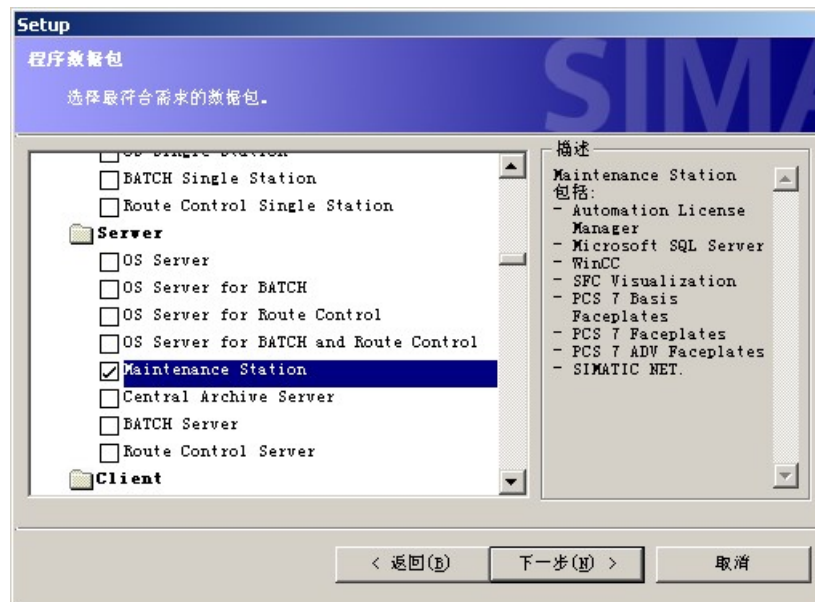 Setup
程序数据包
选择最符合需求的数据包。
SIMA
OS Single Station
BATCH Single Station
Route Control Single Station
Server
OS Server
OS Server for BATCH
OS Server for Route Control
OS Server for BATCH and Route Control
Maintenance Station
Central Archive Server
BATCH Server
Route Control Server
Client
描述
Maintenance Station
包括:
- Automation License
Manager
- Microsoft SQL Server
- WinCC
- SFC Visualization
- PCS 7 Basis
Faceplates
- PCS 7 Faceplates
- PCS 7 ADV Faceplates
- SIMATIC NET.
< 返回(B)
下一步(N) >
取消